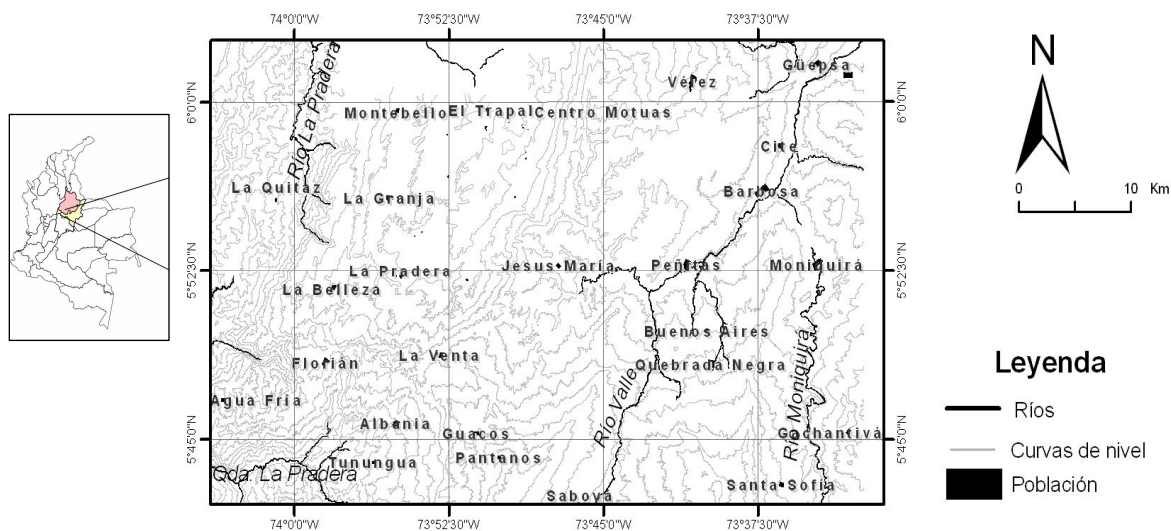 74°0'0"W 73°52'30"W 73°45'0"W 73°37'30"W
Güepsa
Vélez
6°0'0"N 6°0'0"N
Montebello El Trapal Centro Motuas
Río La Pradera
Cite
La Quitaz
Barbosa
La Granja
5°52'30"N 5°52'30"N
La Pradera Jesus María Peñitas Moniquirá
La Belleza
Buenos Aires
La Venta
Florián Quebrada Negra
Río Valle
Río Moniquirá
Agua Fría
Albania
Guacos Gachantivá
5°45'0"N 5°45'0"N
Tunungua Pantanos
Qda. La Pradera
Santa Sofía
Saboya
74°0'0"W 73°52'30"W 73°45'0"W 73°37'30"W
N
0 10 Km
Leyenda
Ríos
Curvas de nivel
Población